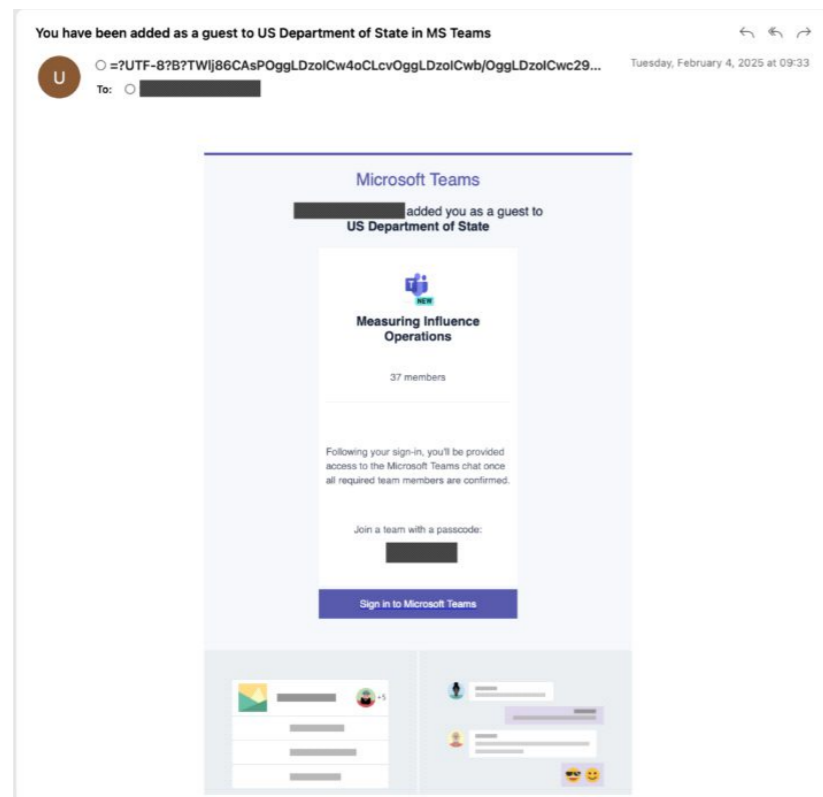 You have been added as a guest to US Department of State in MS Teams
U
=?UTF-8?B?TWlj86CAsPOggLDzoICw4oCLcvOggLDzoICwb/OggLDzoICwc29...
Tuesday, February 4, 2025 at 09:33
To:
Microsoft Teams
added you as a guest to
US Department of State
NEW
Measuring Influence
Operations
37 members
Following your sign-in, you'll be provided
access to the Microsoft Teams chat once
all required team members are confirmed.
Join a team with a passcode:
Sign in to Microsoft Teams
+5